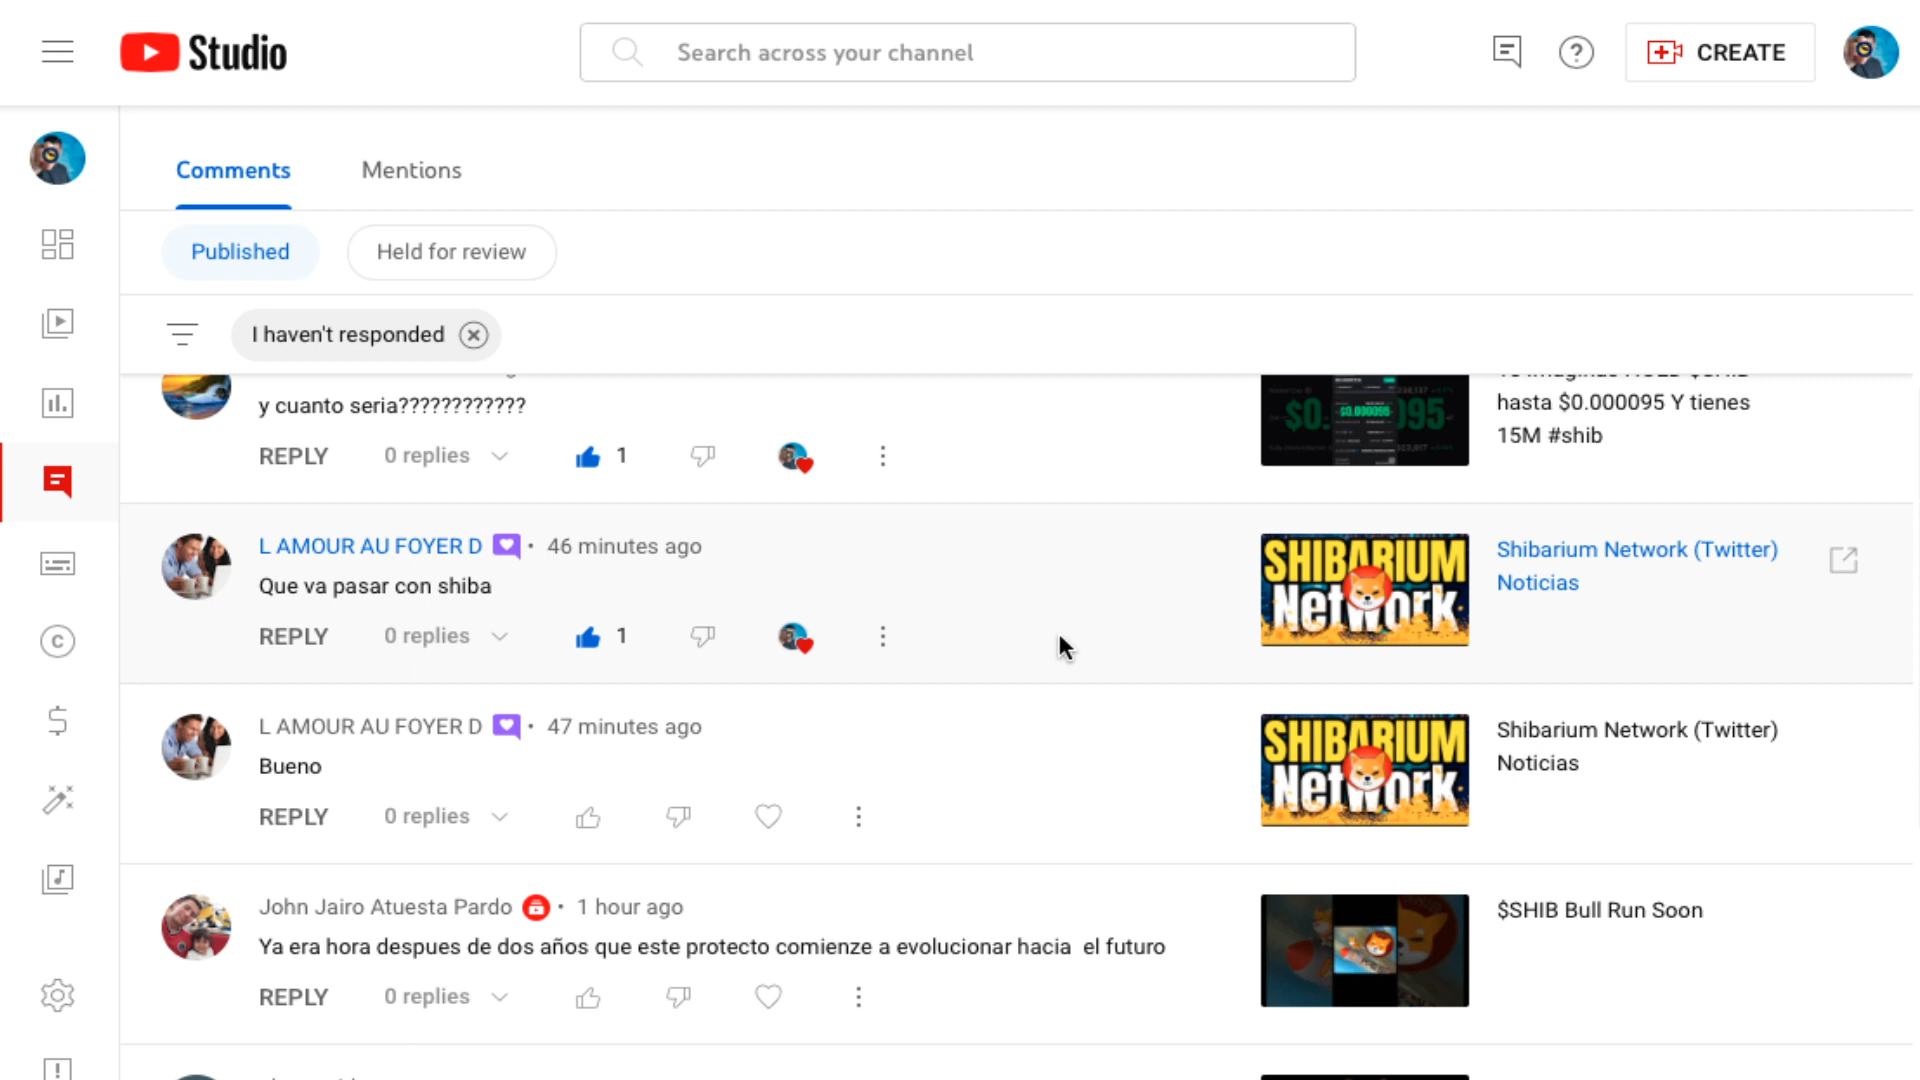 Studio
Search across your channel
CREATE
Comments
Mentions
Published
Held for review
I haven't responded
y cuanto seria????????????
REPLY
0 replies
1
$0.000095
hasta $0.000095 Y tienes
15M #shib
L AMOUR AU FOYER D • 46 minutes ago
Que va pasar con shiba
REPLY
0 replies
1
SHIBARIUM
Network
Shibarium Network (Twitter)
Noticias
L AMOUR AU FOYER D • 47 minutes ago
Bueno
REPLY
0 replies
SHIBARIUM
Network
Shibarium Network (Twitter)
Noticias
John Jairo Atuesta Pardo • 1 hour ago
Ya era hora despues de dos años que este protecto comienze a evolucionar hacia el futuro
REPLY
0 replies
$SHIB Bull Run Soon